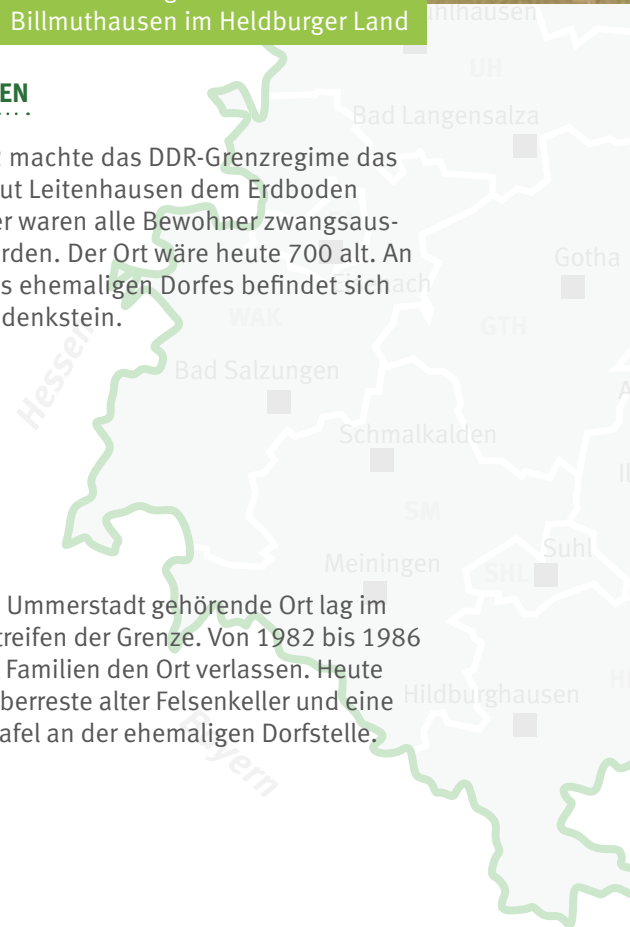 Billmuthausen im Heldburger Land
EN
machte das DDR-Grenzregime das
ut Leitenhausen dem Erdboden
er waren alle Bewohner zwangsaus-
rden. Der Ort wäre heute 700 alt. An
s ehemaligen Dorfes befindet sich
denkstein.
Ummerstadt gehörende Ort lag im
treifen der Grenze. Von 1982 bis 1986
Familien den Ort verlassen. Heute
berreste alter Felsenkeller und eine
afel an der ehemaligen Dorfstelle.
hlhausen
UH
Bad Langensalza
Gotha
GTH
WAK
Hessen
Bad Salzungen
Schmalkalden
SM
Meiningen
SHL
Suhl
Hildburghausen
Bayern